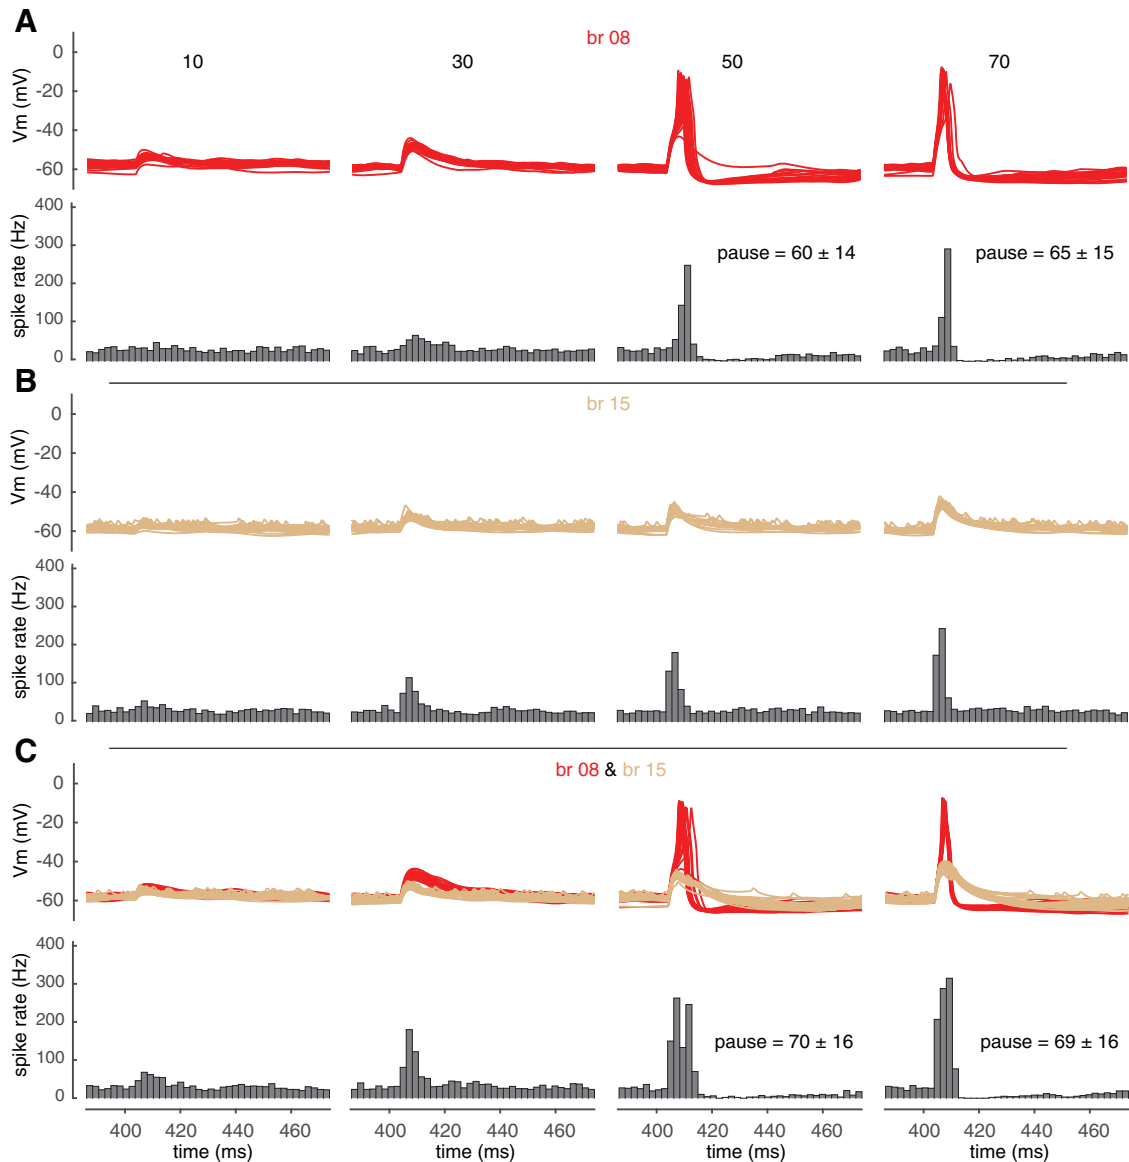 A
br 08
10 30 50 70
Vm (mV)
0
-20
-40
-60
spike rate (Hz)
400
300
200
100
0
pause = 60 ± 14
pause = 65 ± 15
B
br 15
Vm (mV)
0
-20
-40
-60
spike rate (Hz)
400
300
200
100
0
C
br 08 & br 15
Vm (mV)
0
-20
-40
-60
spike rate (Hz)
400
300
200
100
0
pause = 70 ± 16
pause = 69 ± 16
400 420 440 460 400 420 440 460 400 420 440 460 400 420 440 460
time (ms) time (ms) time (ms) time (ms)